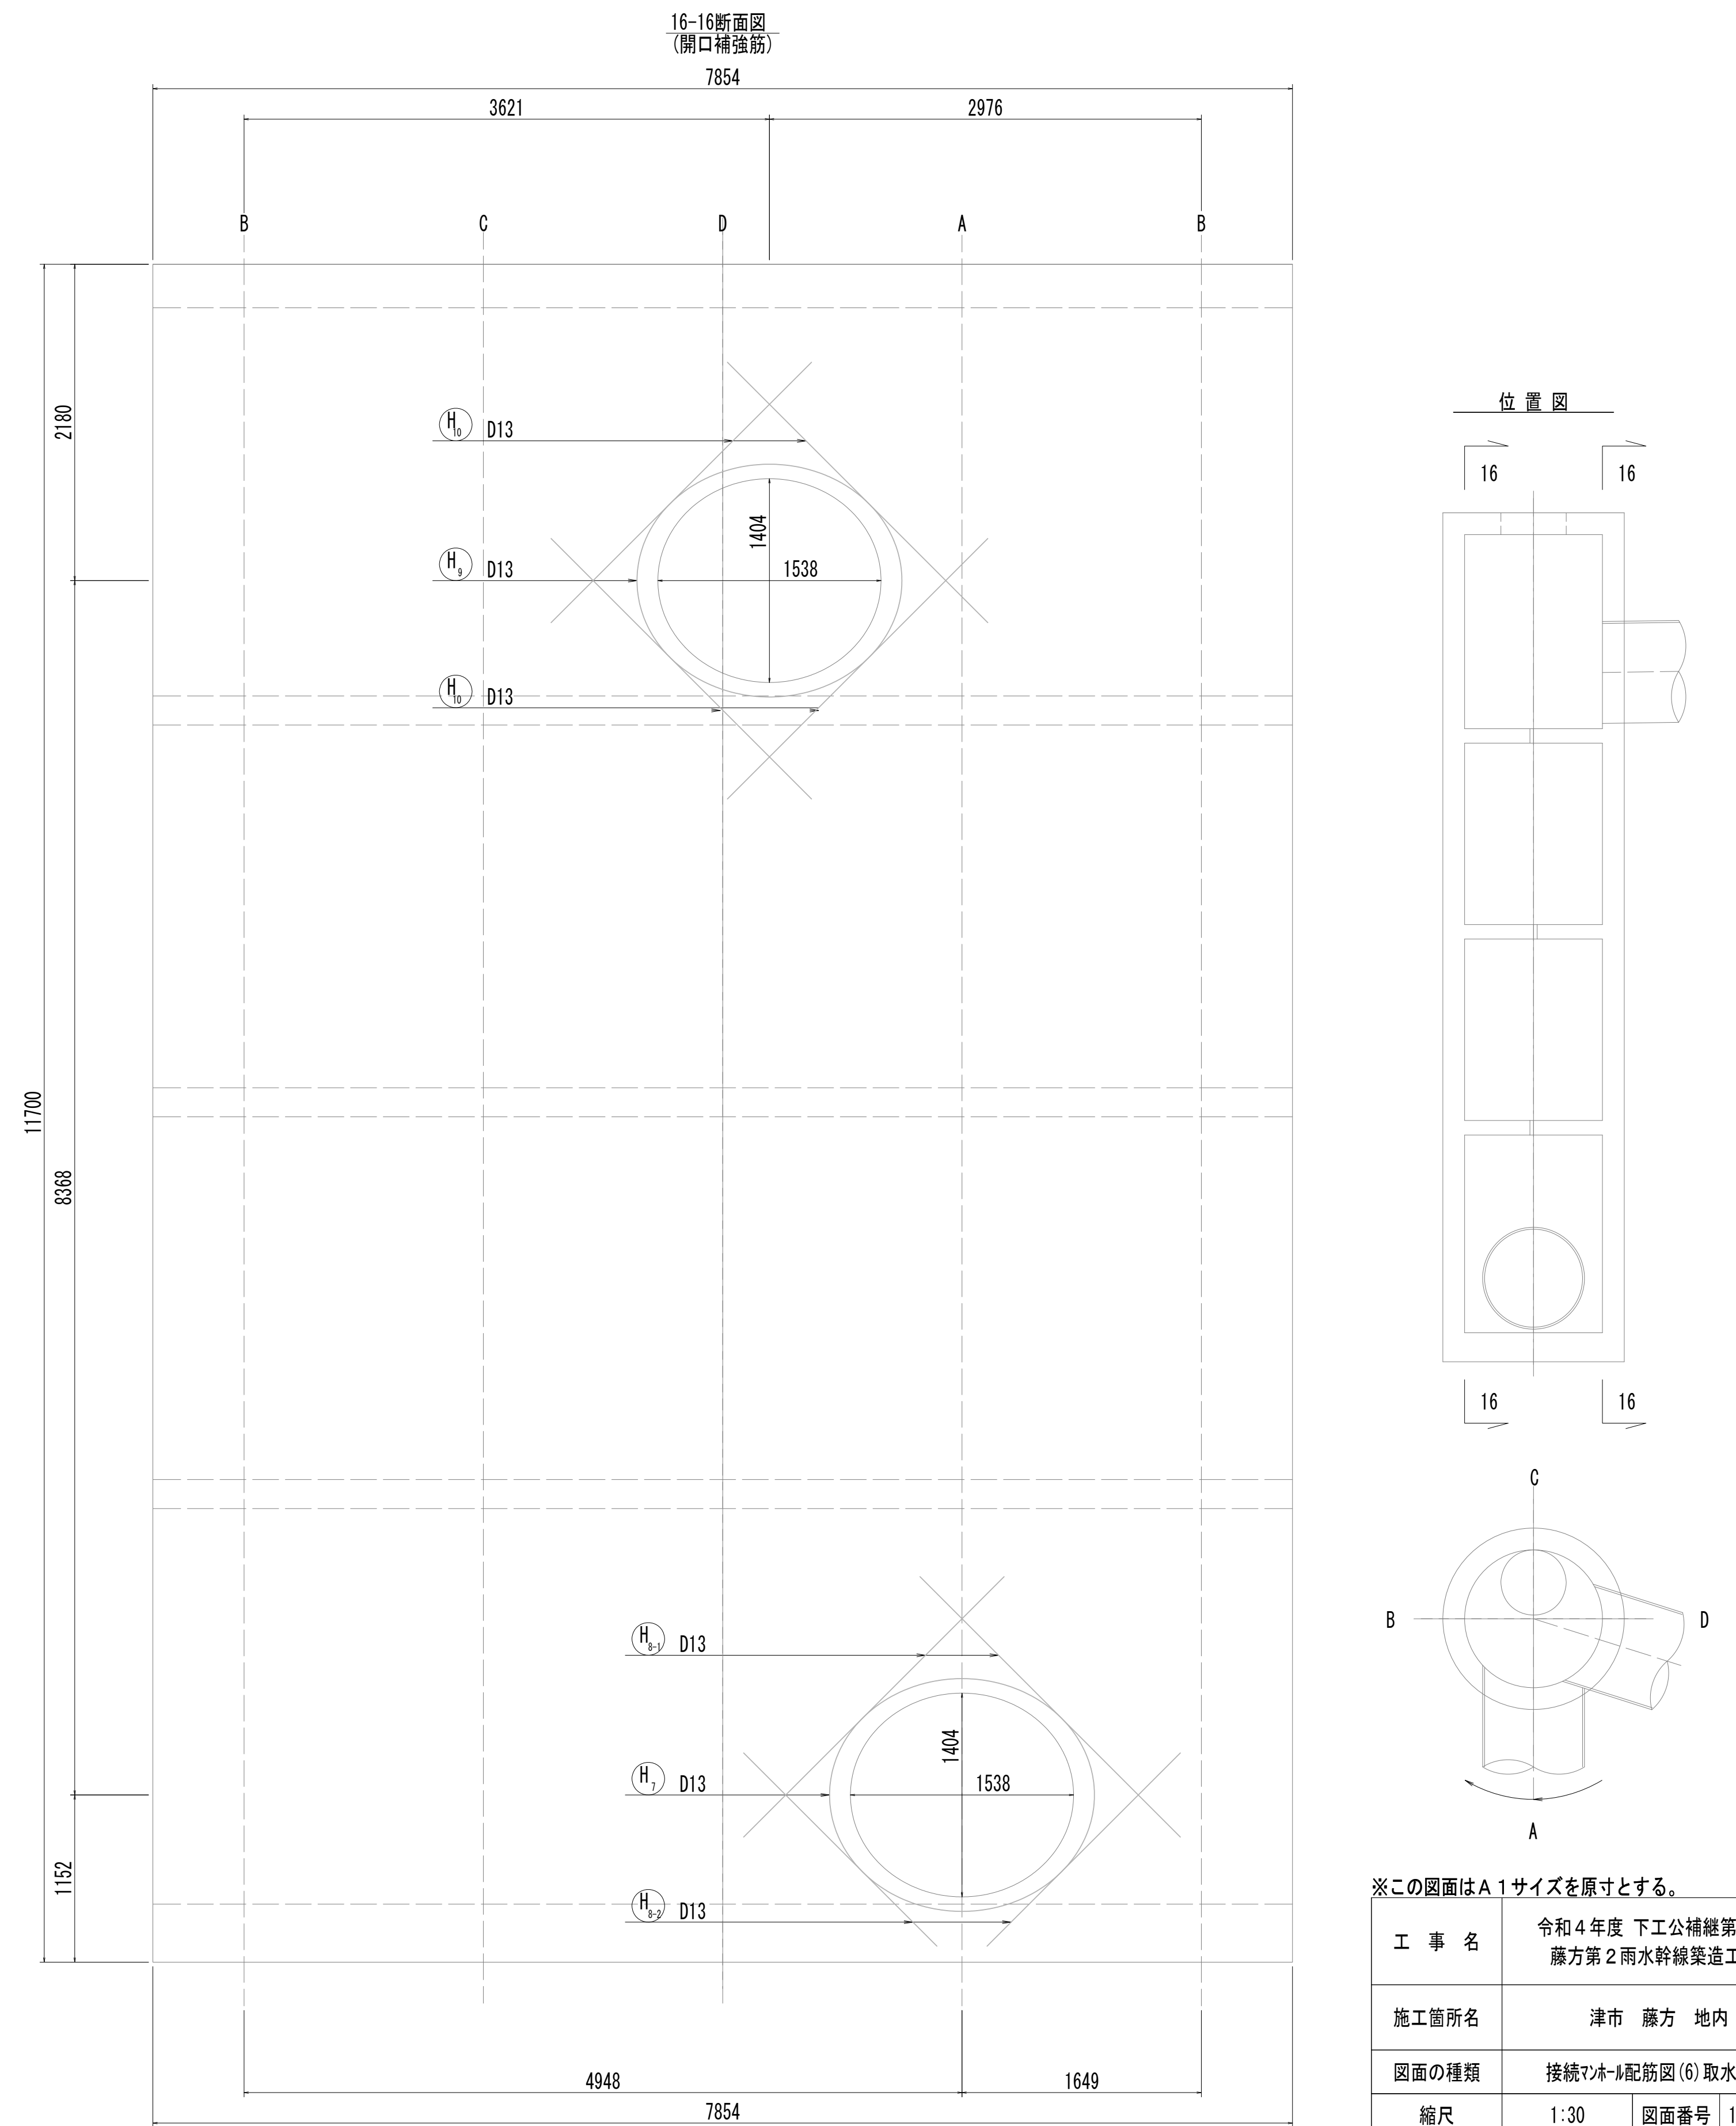 16-16断面図
(開口補強筋)
7854
3621
2976
B
C
D
A
B
2180
H10 D13
1404
H9 D13
1538
H10 D13
11700
8368
H8-1 D13
1404
H7 D13
1538
1152
H8-2 D13
4948
1649
7854
位置図
16
16
16
16
C
B
D
A
※この図面はA1サイズを原寸とする。
工 事 名
令和4年度 下工公補継第
藤方第2雨水幹線築造工
施工箇所名
津市 藤方 地内
図面の種類
接続マンホール配筋図(6)取水
縮尺
1:30
図面番号
1